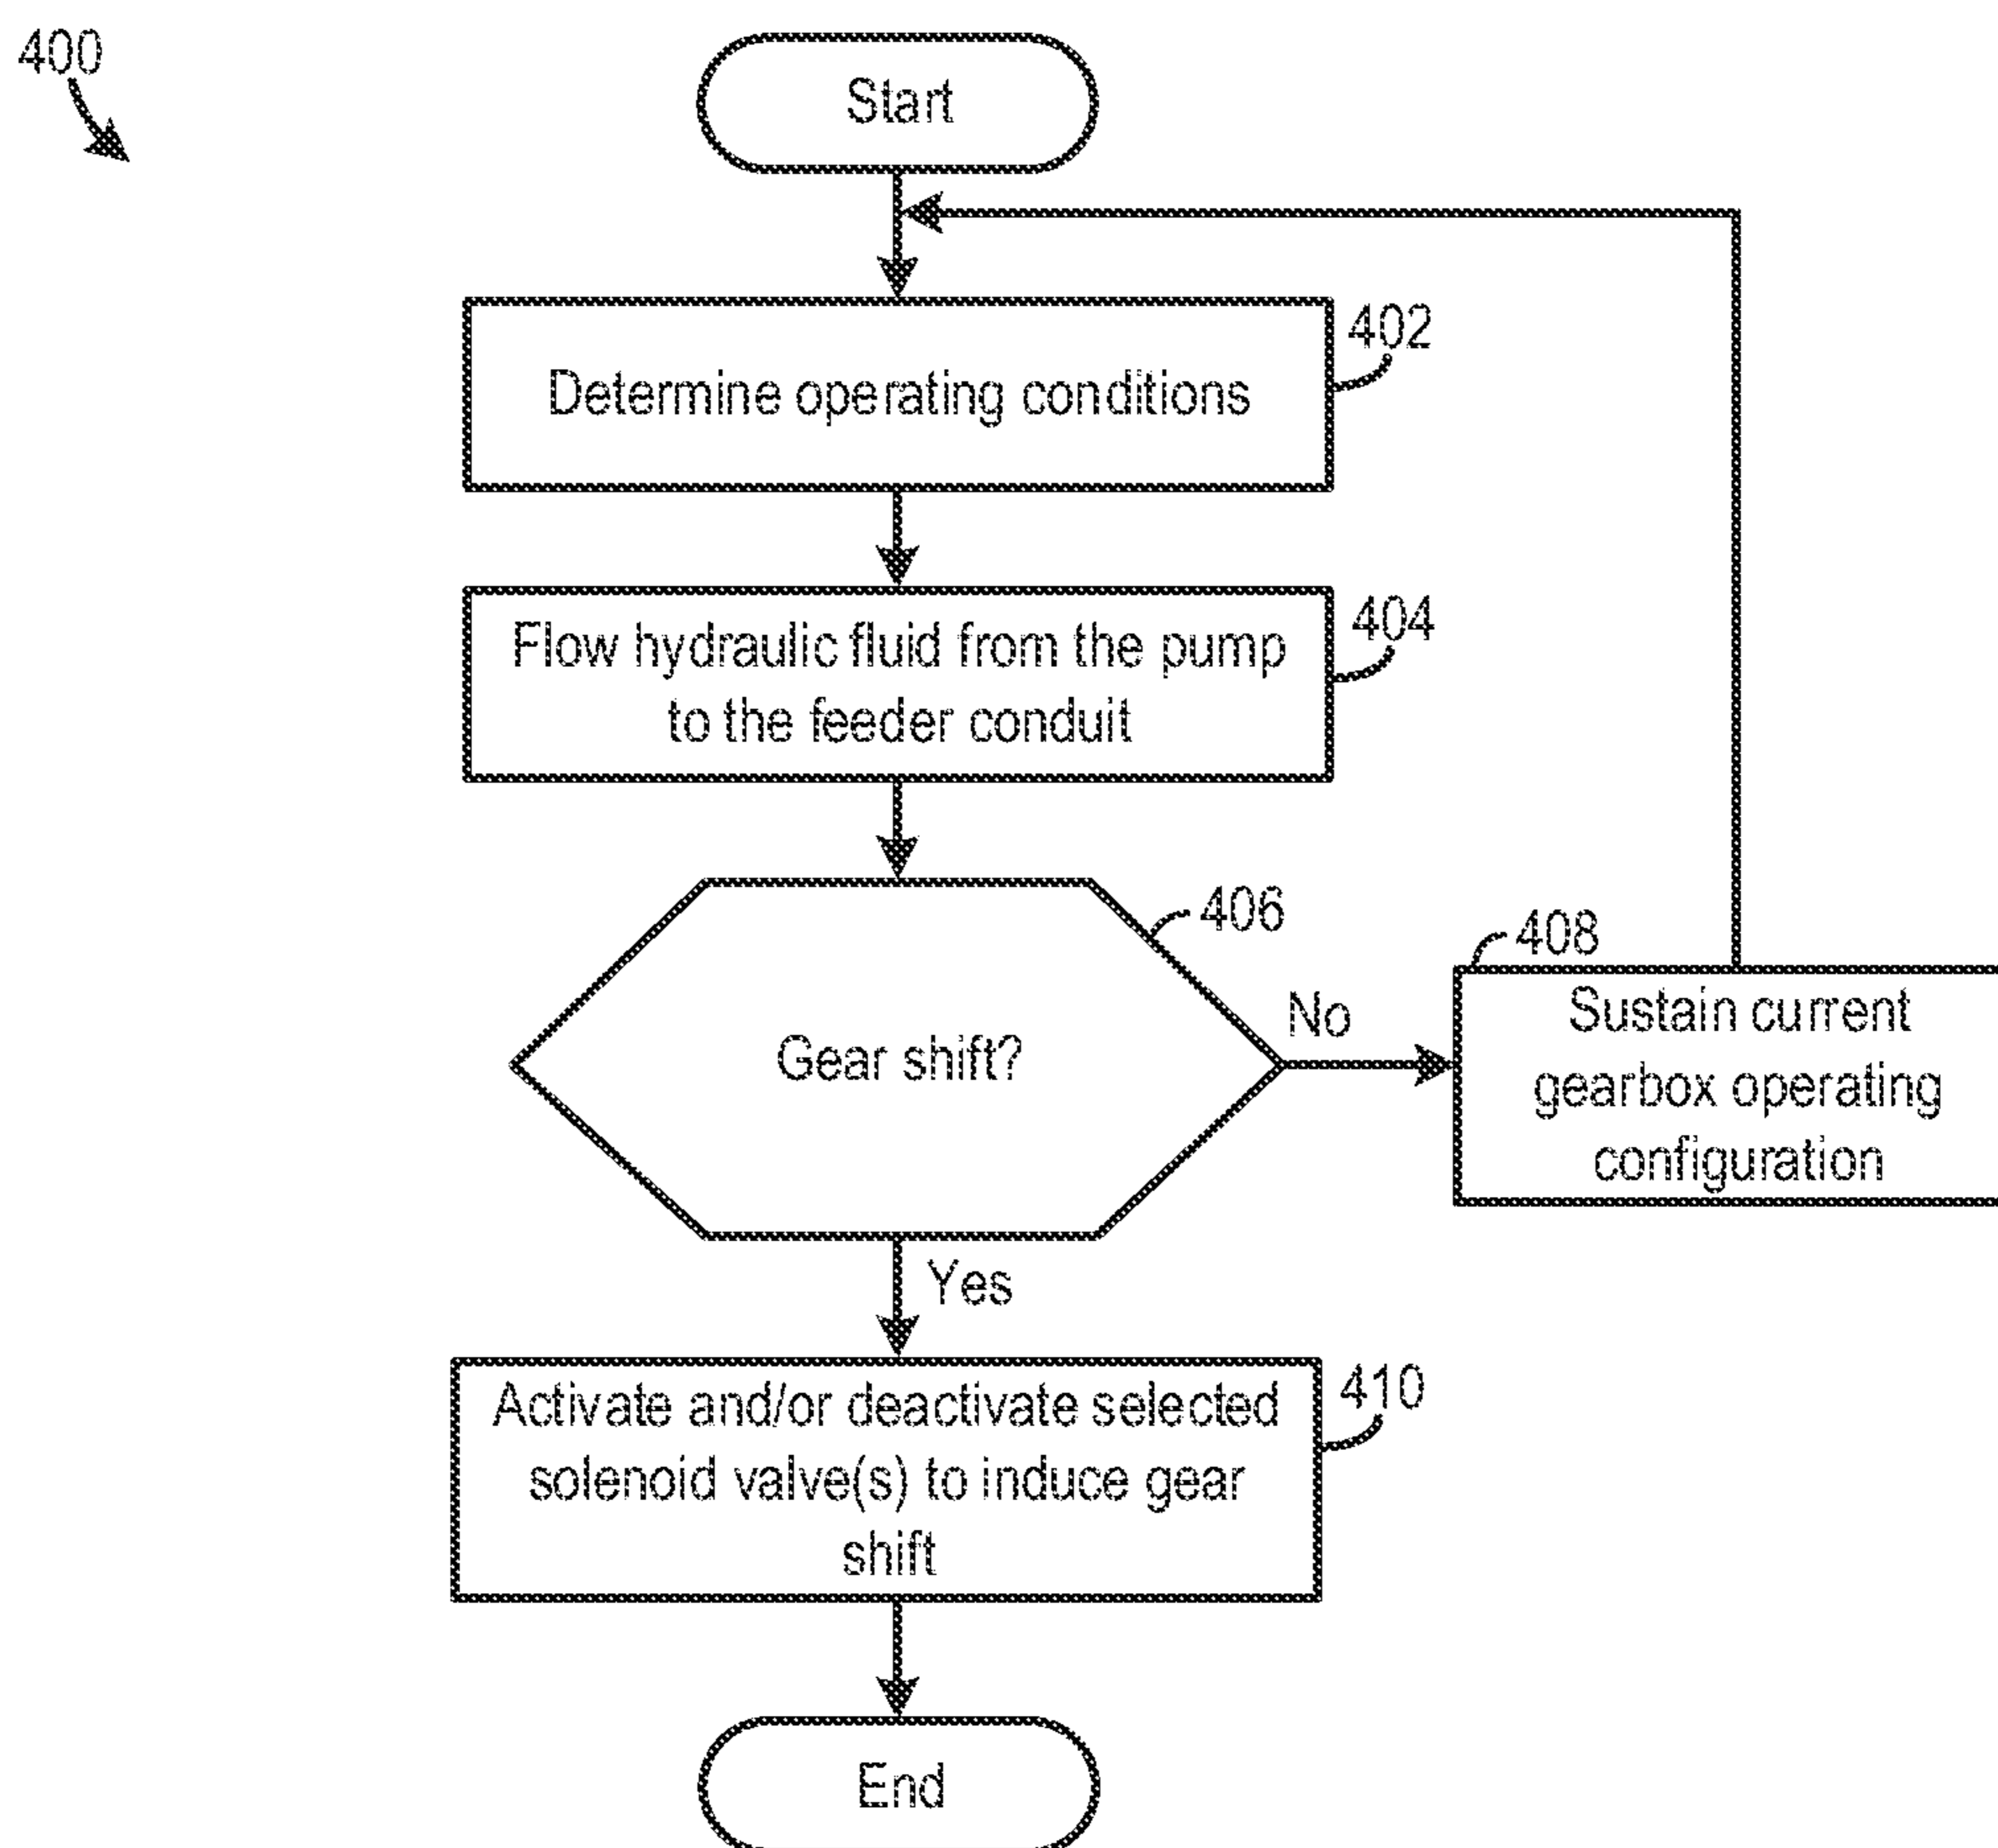 400
Start
402
Determine operating conditions
404
Flow hydraulic fluid from the pump
to the feeder conduit
406
Gear shift?
No
408
Sustain current
gearbox operating
configuration
Yes
410
Activate and/or deactivate selected
solenoid valve(s) to induce gear
shift
End